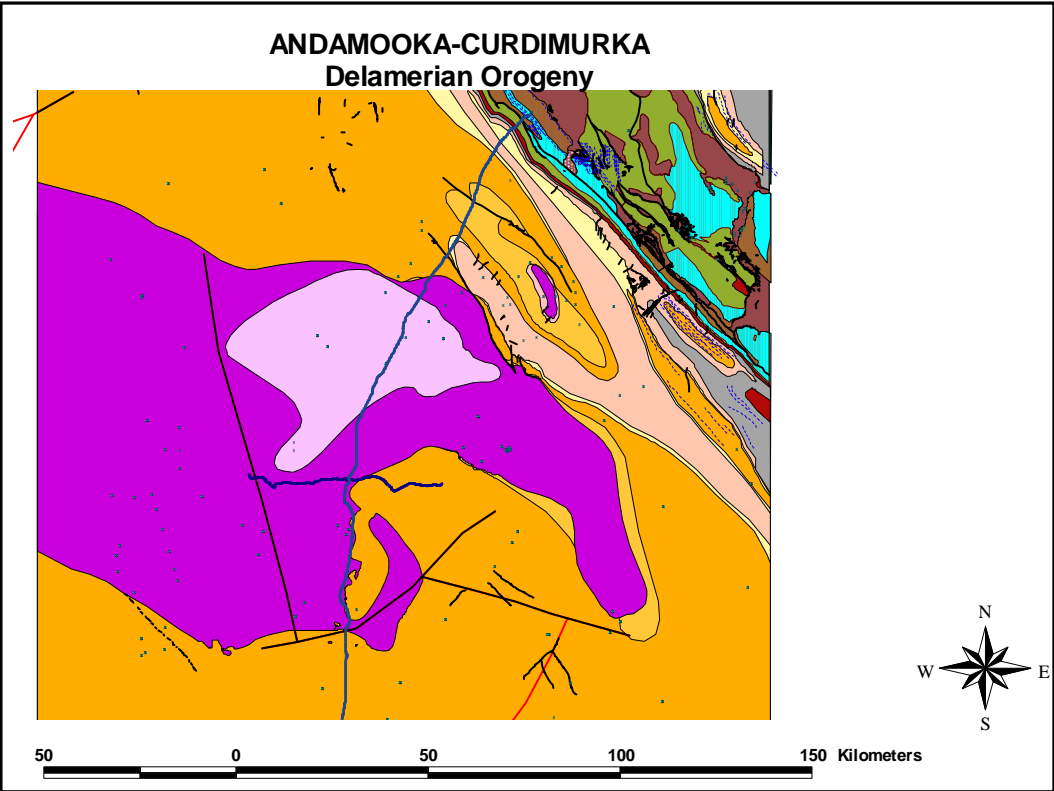 ANDAMOOKA-CURDIMURKA
Delamerian Orogeny
N
W E
S
50 0 50 100 150 Kilometers